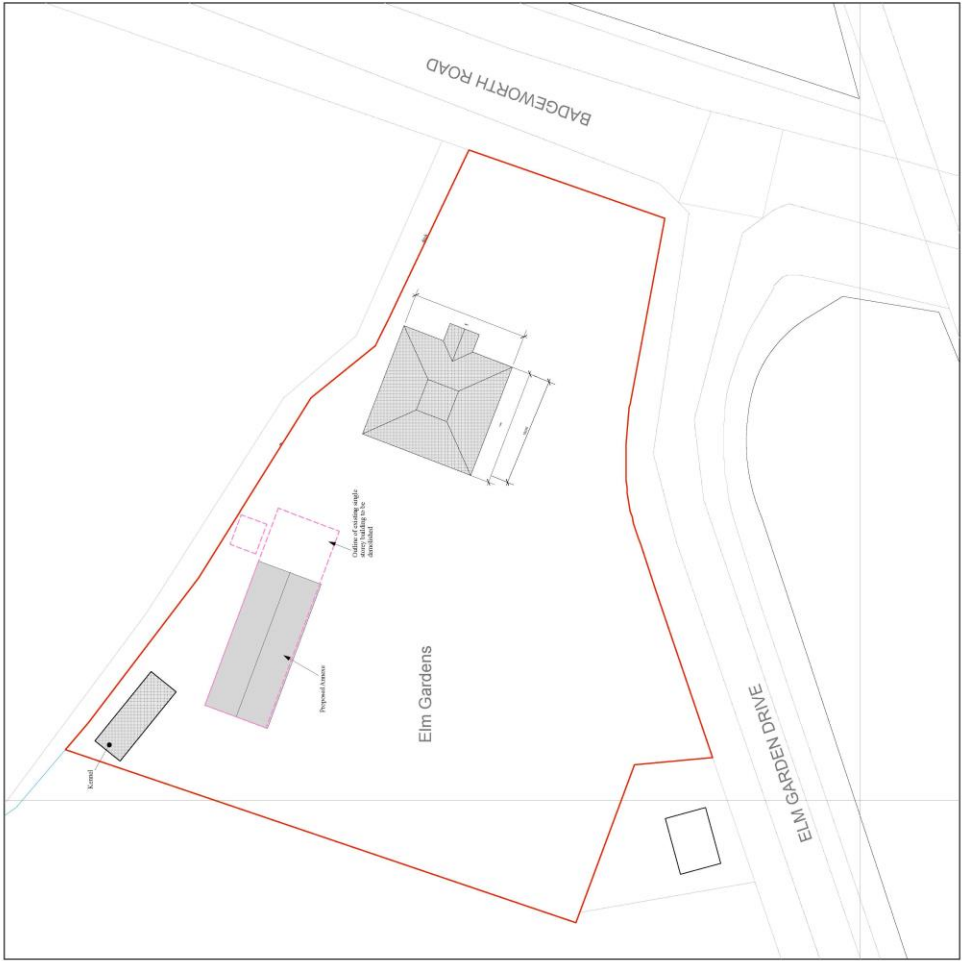 BADGEWORTH ROAD
Outline of existing single
storey building to be
demolished
Proposed Annexe
Elm Gardens
Kennel
ELM GARDEN DRIVE